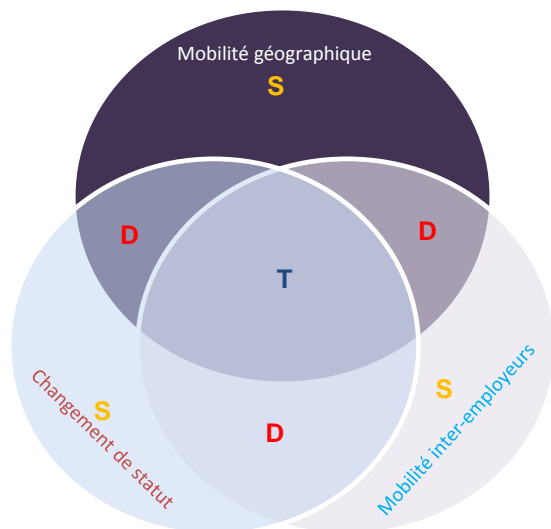 Mobilité géographique
S
D
D
T
S
S
Changement de statut
Mobilité inter-employeurs
D